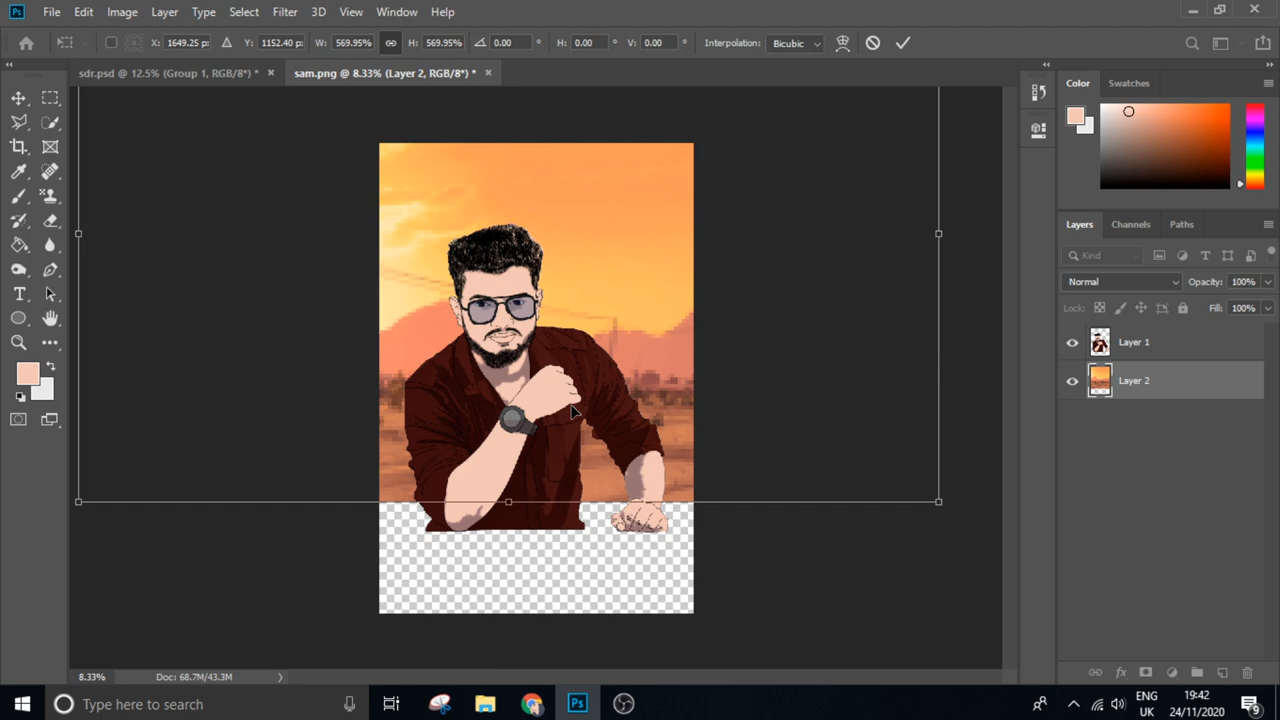 Ps File Edit Image Layer Type Select Filter 3D View Window Help
X: 1649.25 p: Y: 1152.40 p: W: 569.95% H: 569.95% 0.00 ° H: 0.00 ° V: 0.00 ° Interpolation: Bicubic
sdr.psd @ 12.5% (Group 1, RGB/8*) * × sam.png @ 8.33% (Layer 2, RGB/8*) * ×
Color Swatches
Layers Channels Paths
Kind
Normal Opacity: 100%
Lock: Fill: 100%
Layer 1
Layer 2
8.33% Doc: 68.7M/43.3M
Type here to search
Ps
ENG
UK
19:42
24/11/2020
9